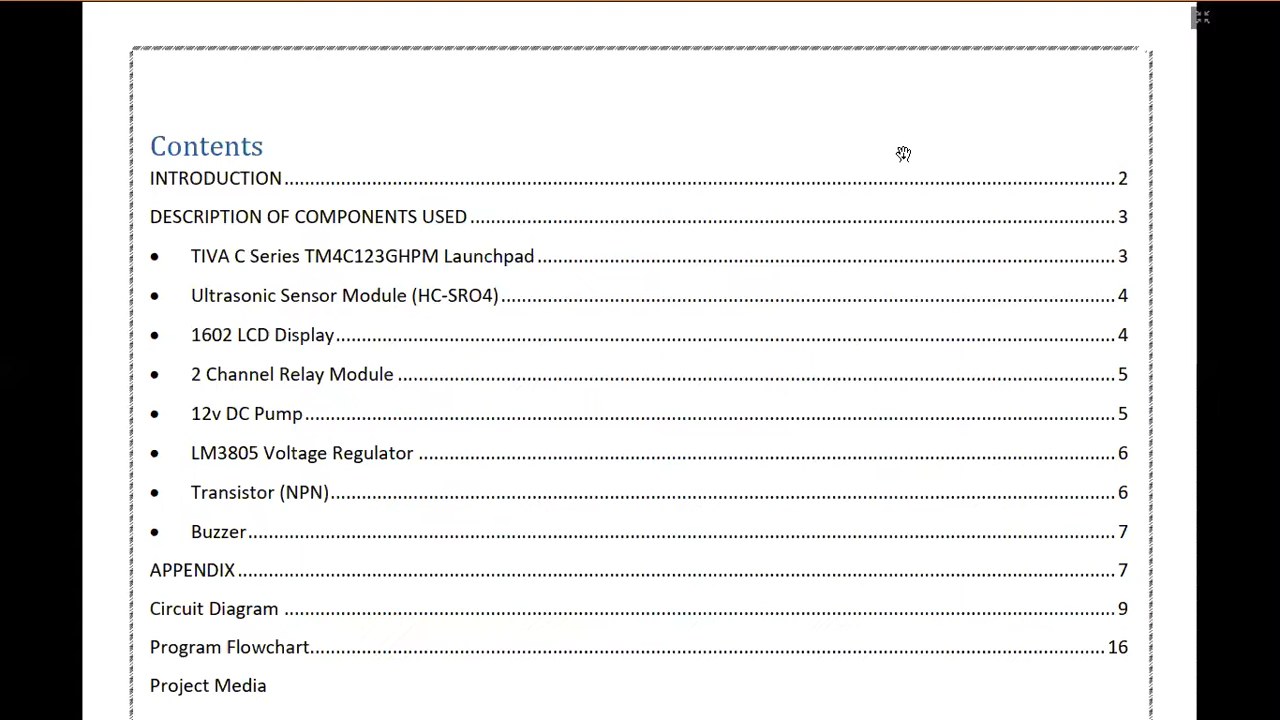 Contents
INTRODUCTION 2
DESCRIPTION OF COMPONENTS USED 3
• TIVA C Series TM4C123GHPM Launchpad 3
• Ultrasonic Sensor Module (HC-SRO4) 4
• 1602 LCD Display 4
• 2 Channel Relay Module 5
• 12v DC Pump 5
• LM3805 Voltage Regulator 6
• Transistor (NPN) 6
• Buzzer 7
APPENDIX 7
Circuit Diagram 9
Program Flowchart 16
Project Media